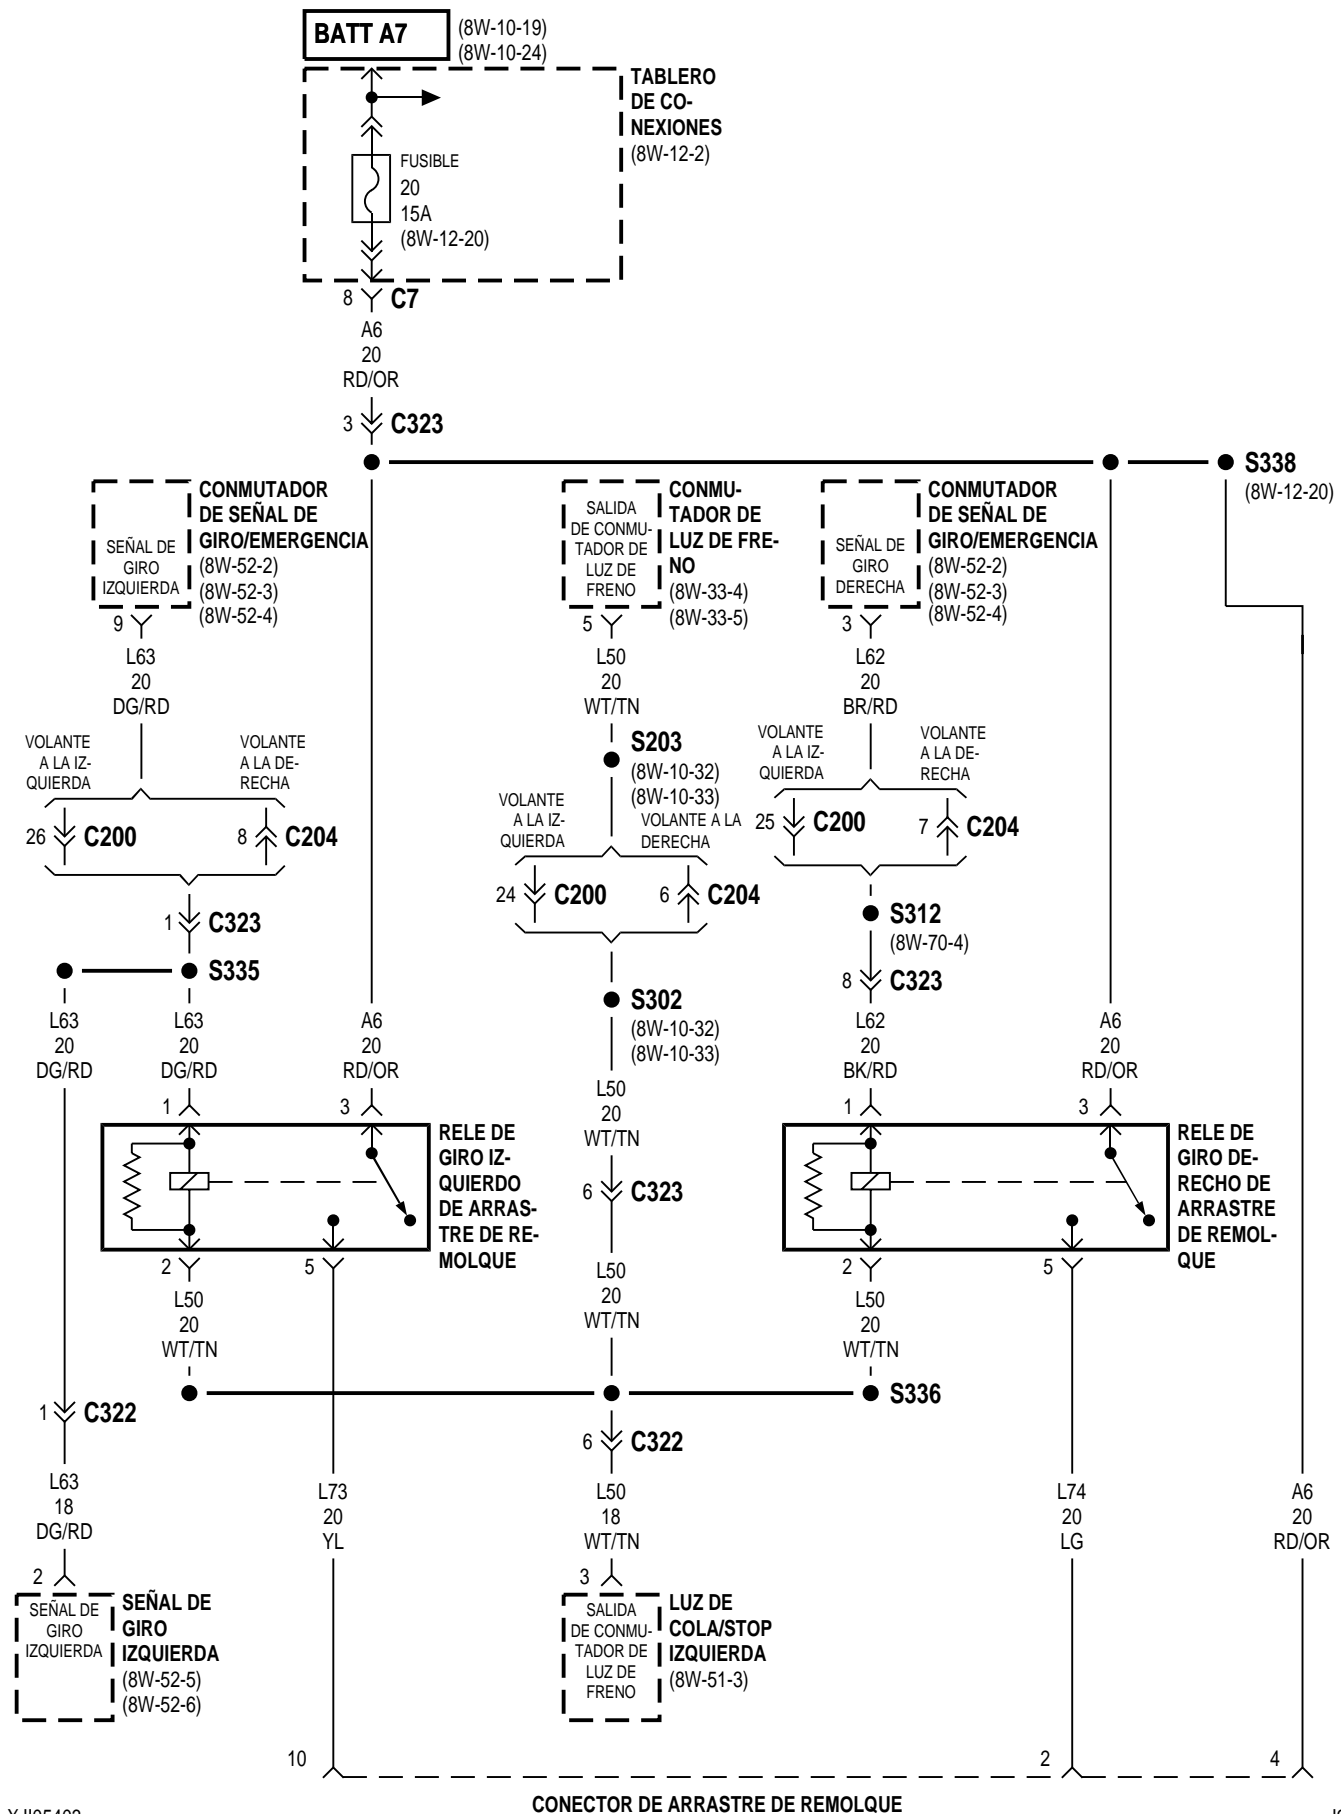 BATT A7
(8W-10-19)
(8W-10-24)
TABLERO
DE CO-
NEXIONES
(8W-12-2)
FUSIBLE
20
15A
(8W-12-20)
8
C7
A6
20
RD/OR
3
C323
S338
(8W-12-20)
SEÑAL DE
GIRO
IZQUIERDA
CONMUTADOR
DE SEÑAL DE
GIRO/EMERGENCIA
(8W-52-2)
(8W-52-3)
(8W-52-4)
SALIDA
DE CONMU-
TADOR DE
LUZ DE
FRENO
CONMU-
TADOR DE
LUZ DE FRE-
NO
(8W-33-4)
(8W-33-5)
SEÑAL DE
GIRO
DERECHA
CONMUTADOR
DE SEÑAL DE
GIRO/EMERGENCIA
(8W-52-2)
(8W-52-3)
(8W-52-4)
9
L63
20
DG/RD
5
L50
20
WT/TN
3
L62
20
BR/RD
VOLANTE
A LA IZ-
QUIERDA
VOLANTE
A LA DE-
RECHA
26
C200
8
C204
1
C323
S335
S203
(8W-10-32)
(8W-10-33)
VOLANTE
A LA IZ-
QUIERDA
VOLANTE A LA
DERECHA
24
C200
6
C204
S302
(8W-10-32)
(8W-10-33)
VOLANTE
A LA IZ-
QUIERDA
VOLANTE
A LA DE-
RECHA
25
C200
7
C204
S312
(8W-70-4)
8
C323
L63
20
DG/RD
L63
20
DG/RD
A6
20
RD/OR
L50
20
WT/TN
L62
20
BK/RD
A6
20
RD/OR
1
3
RELE DE
GIRO IZ-
QUIERDO
DE ARRAS-
TRE DE RE-
MOLQUE
2
5
6
C323
1
3
RELE DE
GIRO DE-
RECHO DE
ARRASTRE
DE REMOL-
QUE
2
5
L50
20
WT/TN
L50
20
WT/TN
L50
20
WT/TN
S336
1
C322
6
C322
L63
18
DG/RD
L73
20
YL
L50
18
WT/TN
L74
20
LG
A6
20
RD/OR
2
SEÑAL DE
GIRO
IZQUIERDA
SEÑAL DE
GIRO
IZQUIERDA
(8W-52-5)
(8W-52-6)
3
SALIDA
DE CONMU-
TADOR DE
LUZ DE
FRENO
LUZ DE
COLA/STOP
IZQUIERDA
(8W-51-3)
10
2
4
CONECTOR DE ARRASTRE DE REMOLQUE